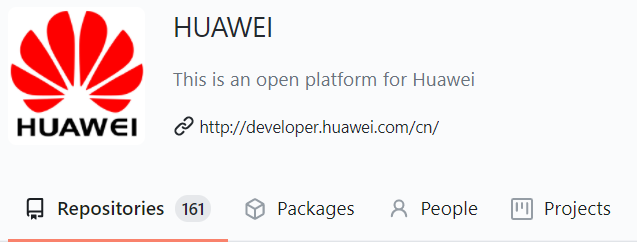 HUAWEI
HUAWEI
This is an open platform for Huawei
http://developer.huawei.com/cn/
Repositories 161 Packages People Projects